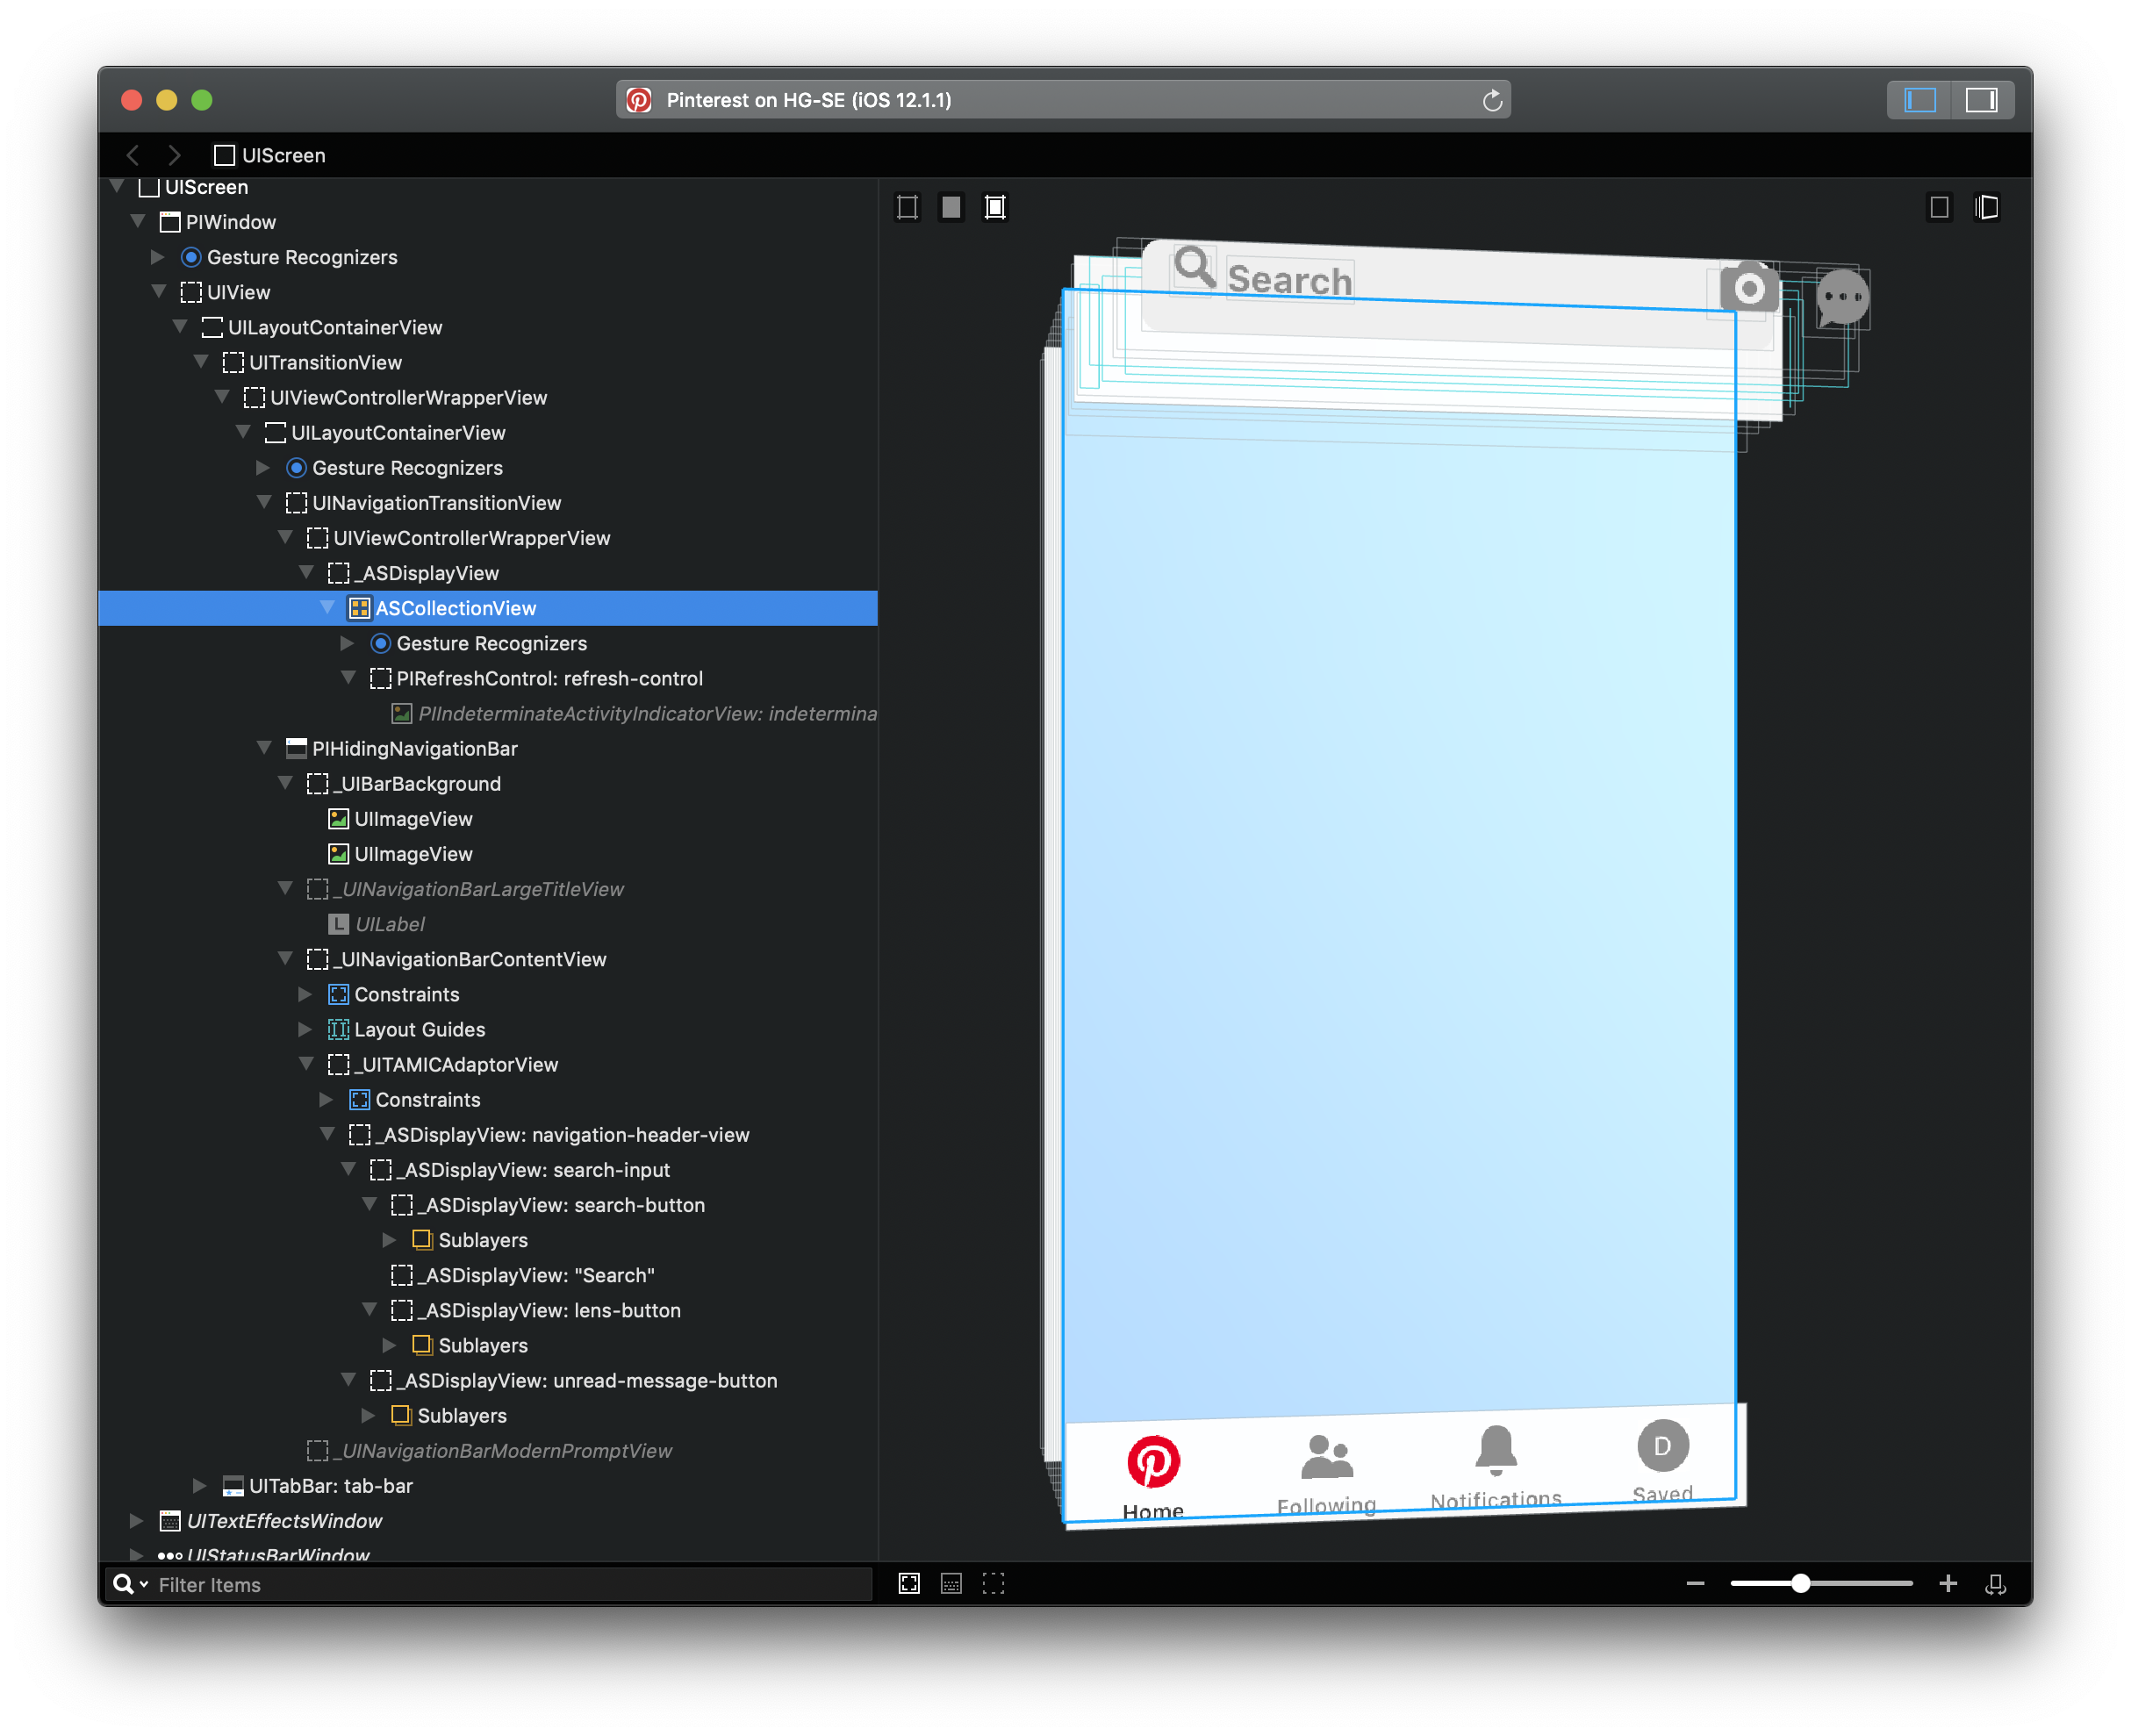 Pinterest on HG-SE (iOS 12.1.1)
UIScreen
UIScreen
PIWindow
Gesture Recognizers
UIView
UILayoutContainerView
UITransitionView
UIViewControllerWrapperView
UILayoutContainerView
Gesture Recognizers
UINavigationTransitionView
UIViewControllerWrapperView
_ASDisplayView
ASCollectionView
Gesture Recognizers
PIRefreshControl: refresh-control
PIIndeterminateActivityIndicatorView: indetermina
PIHidingNavigationBar
_UIBarBackground
UIImageView
UIImageView
_UINavigationBarLargeTitleView
L UILabel
_UINavigationBarContentView
Constraints
Layout Guides
_UITAMICAdaptorView
Constraints
_ASDisplayView: navigation-header-view
_ASDisplayView: search-input
_ASDisplayView: search-button
Sublayers
_ASDisplayView: "Search"
_ASDisplayView: lens-button
Sublayers
_ASDisplayView: unread-message-button
Sublayers
_UINavigationBarModernPromptView
UITabBar: tab-bar
UITextEffectsWindow
UIStatusBarWindow
Filter Items
Search
D
Home
Following
Notifications
Saved